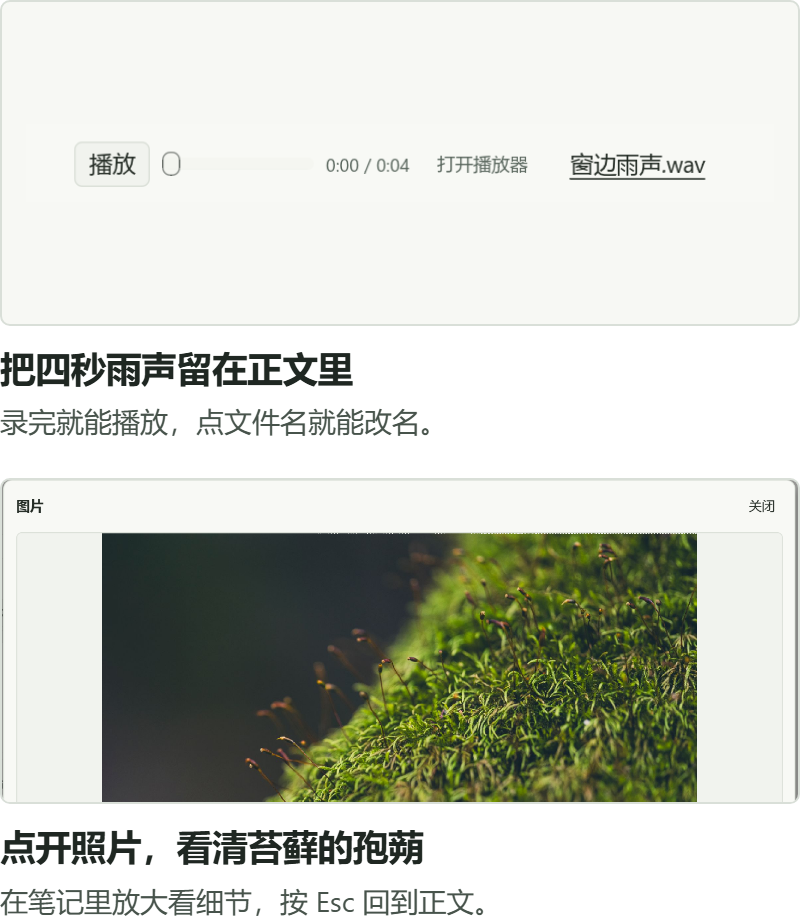 播放 0:00 / 0:04 打开播放器 窗边雨声.wav
把四秒雨声留在正文里
录完就能播放，点文件名就能改名。
图片 关闭
点开照片，看清苔藓的孢蒴
在笔记里放大看细节，按 Esc 回到正文。